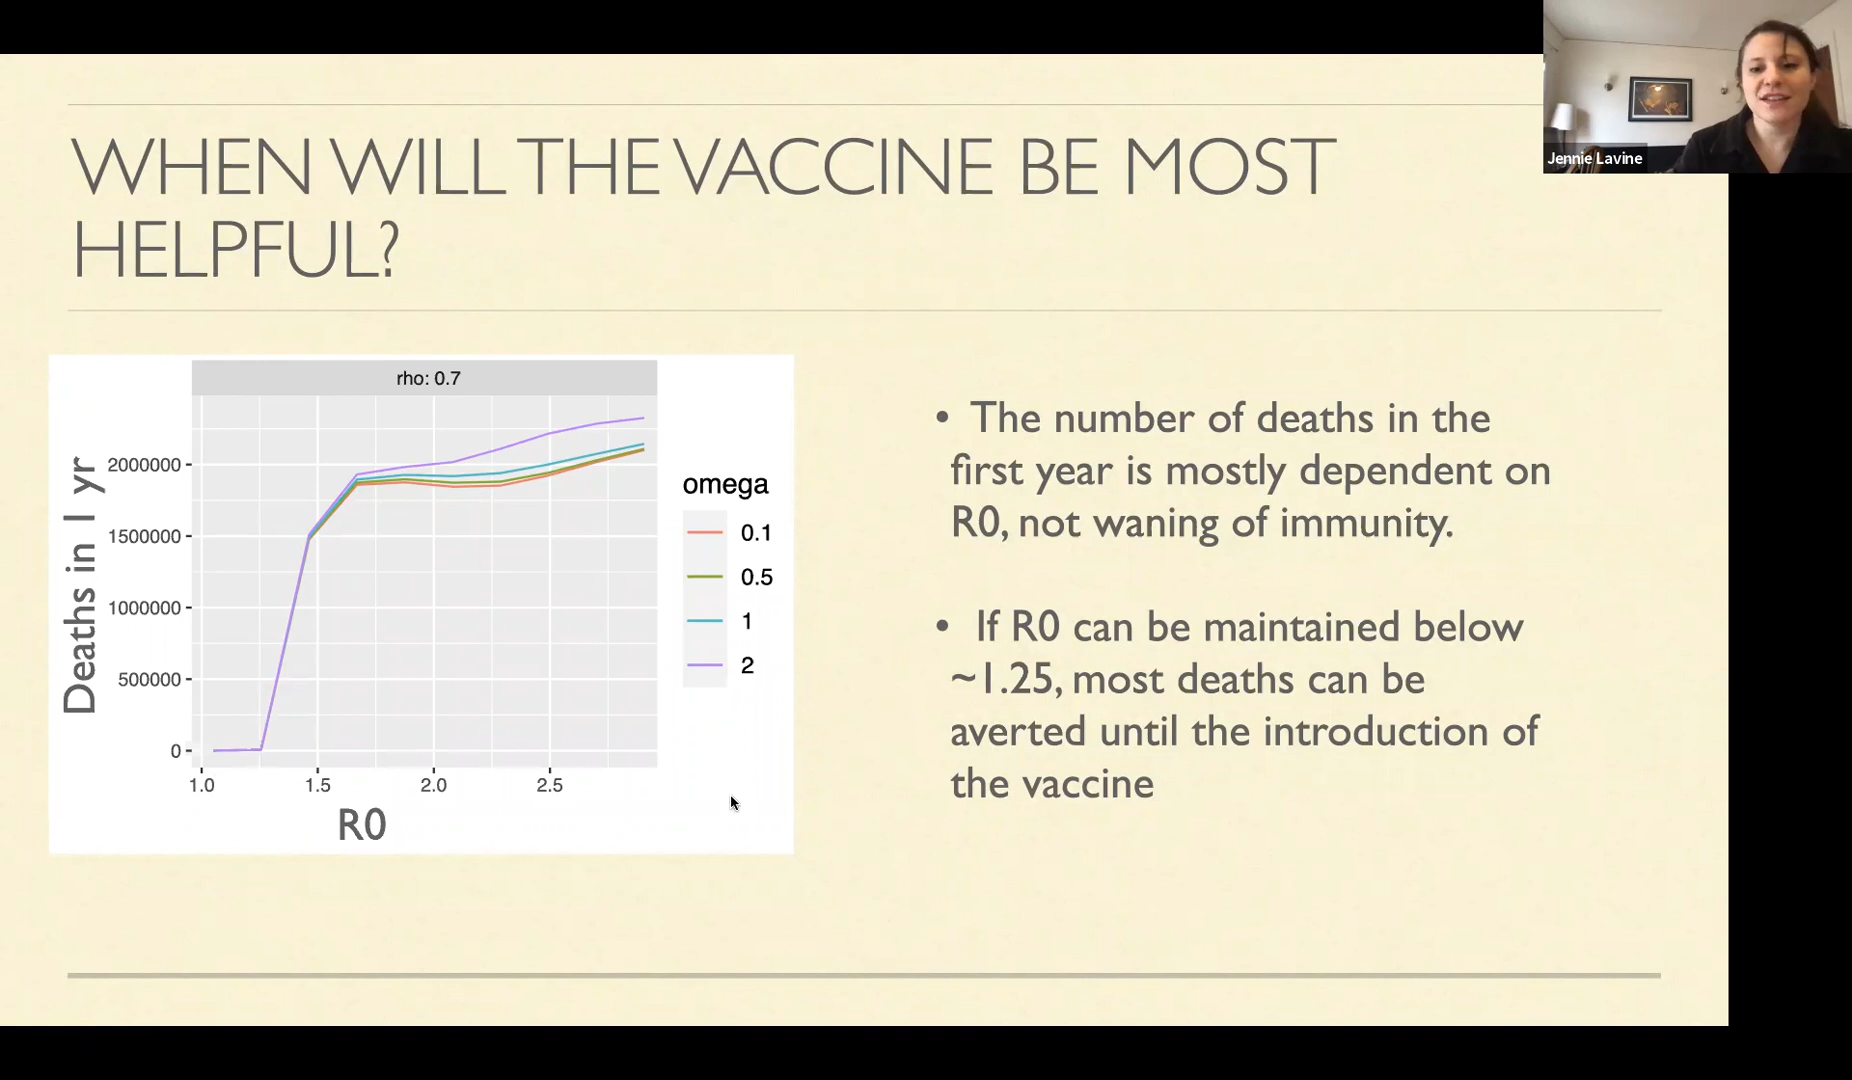 WHEN WILL THE VACCINE BE MOST
HELPFUL?
Jennie Lavine
rho: 0.7
Deaths in 1 yr
2000000
1500000
1000000
500000
0
1.0 1.5 2.0 2.5
R0
omega
0.1
0.5
1
2
• The number of deaths in the
first year is mostly dependent on
R0, not waning of immunity.
• If R0 can be maintained below
~1.25, most deaths can be
averted until the introduction of
the vaccine